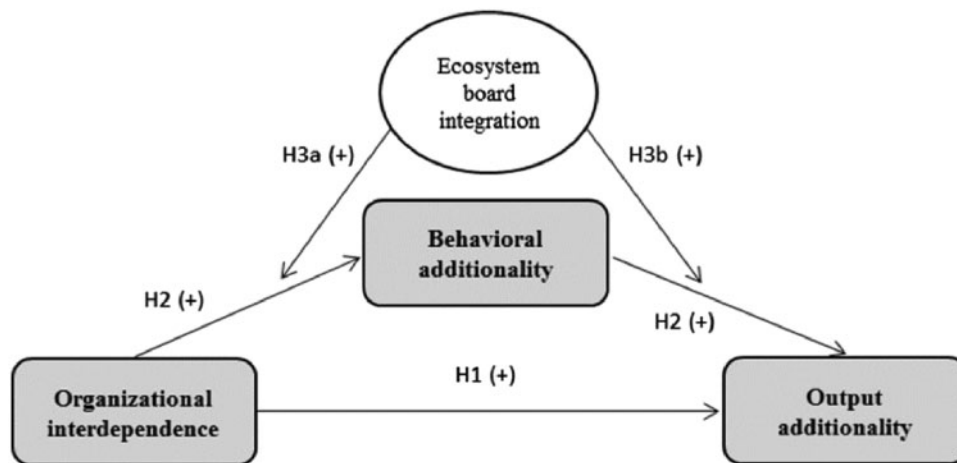 Ecosystem
board
integration
H3a (+)
H3b (+)
Behavioral
additionality
H2 (+)
H2 (+)
H1 (+)
Organizational
interdependence
Output
additionality